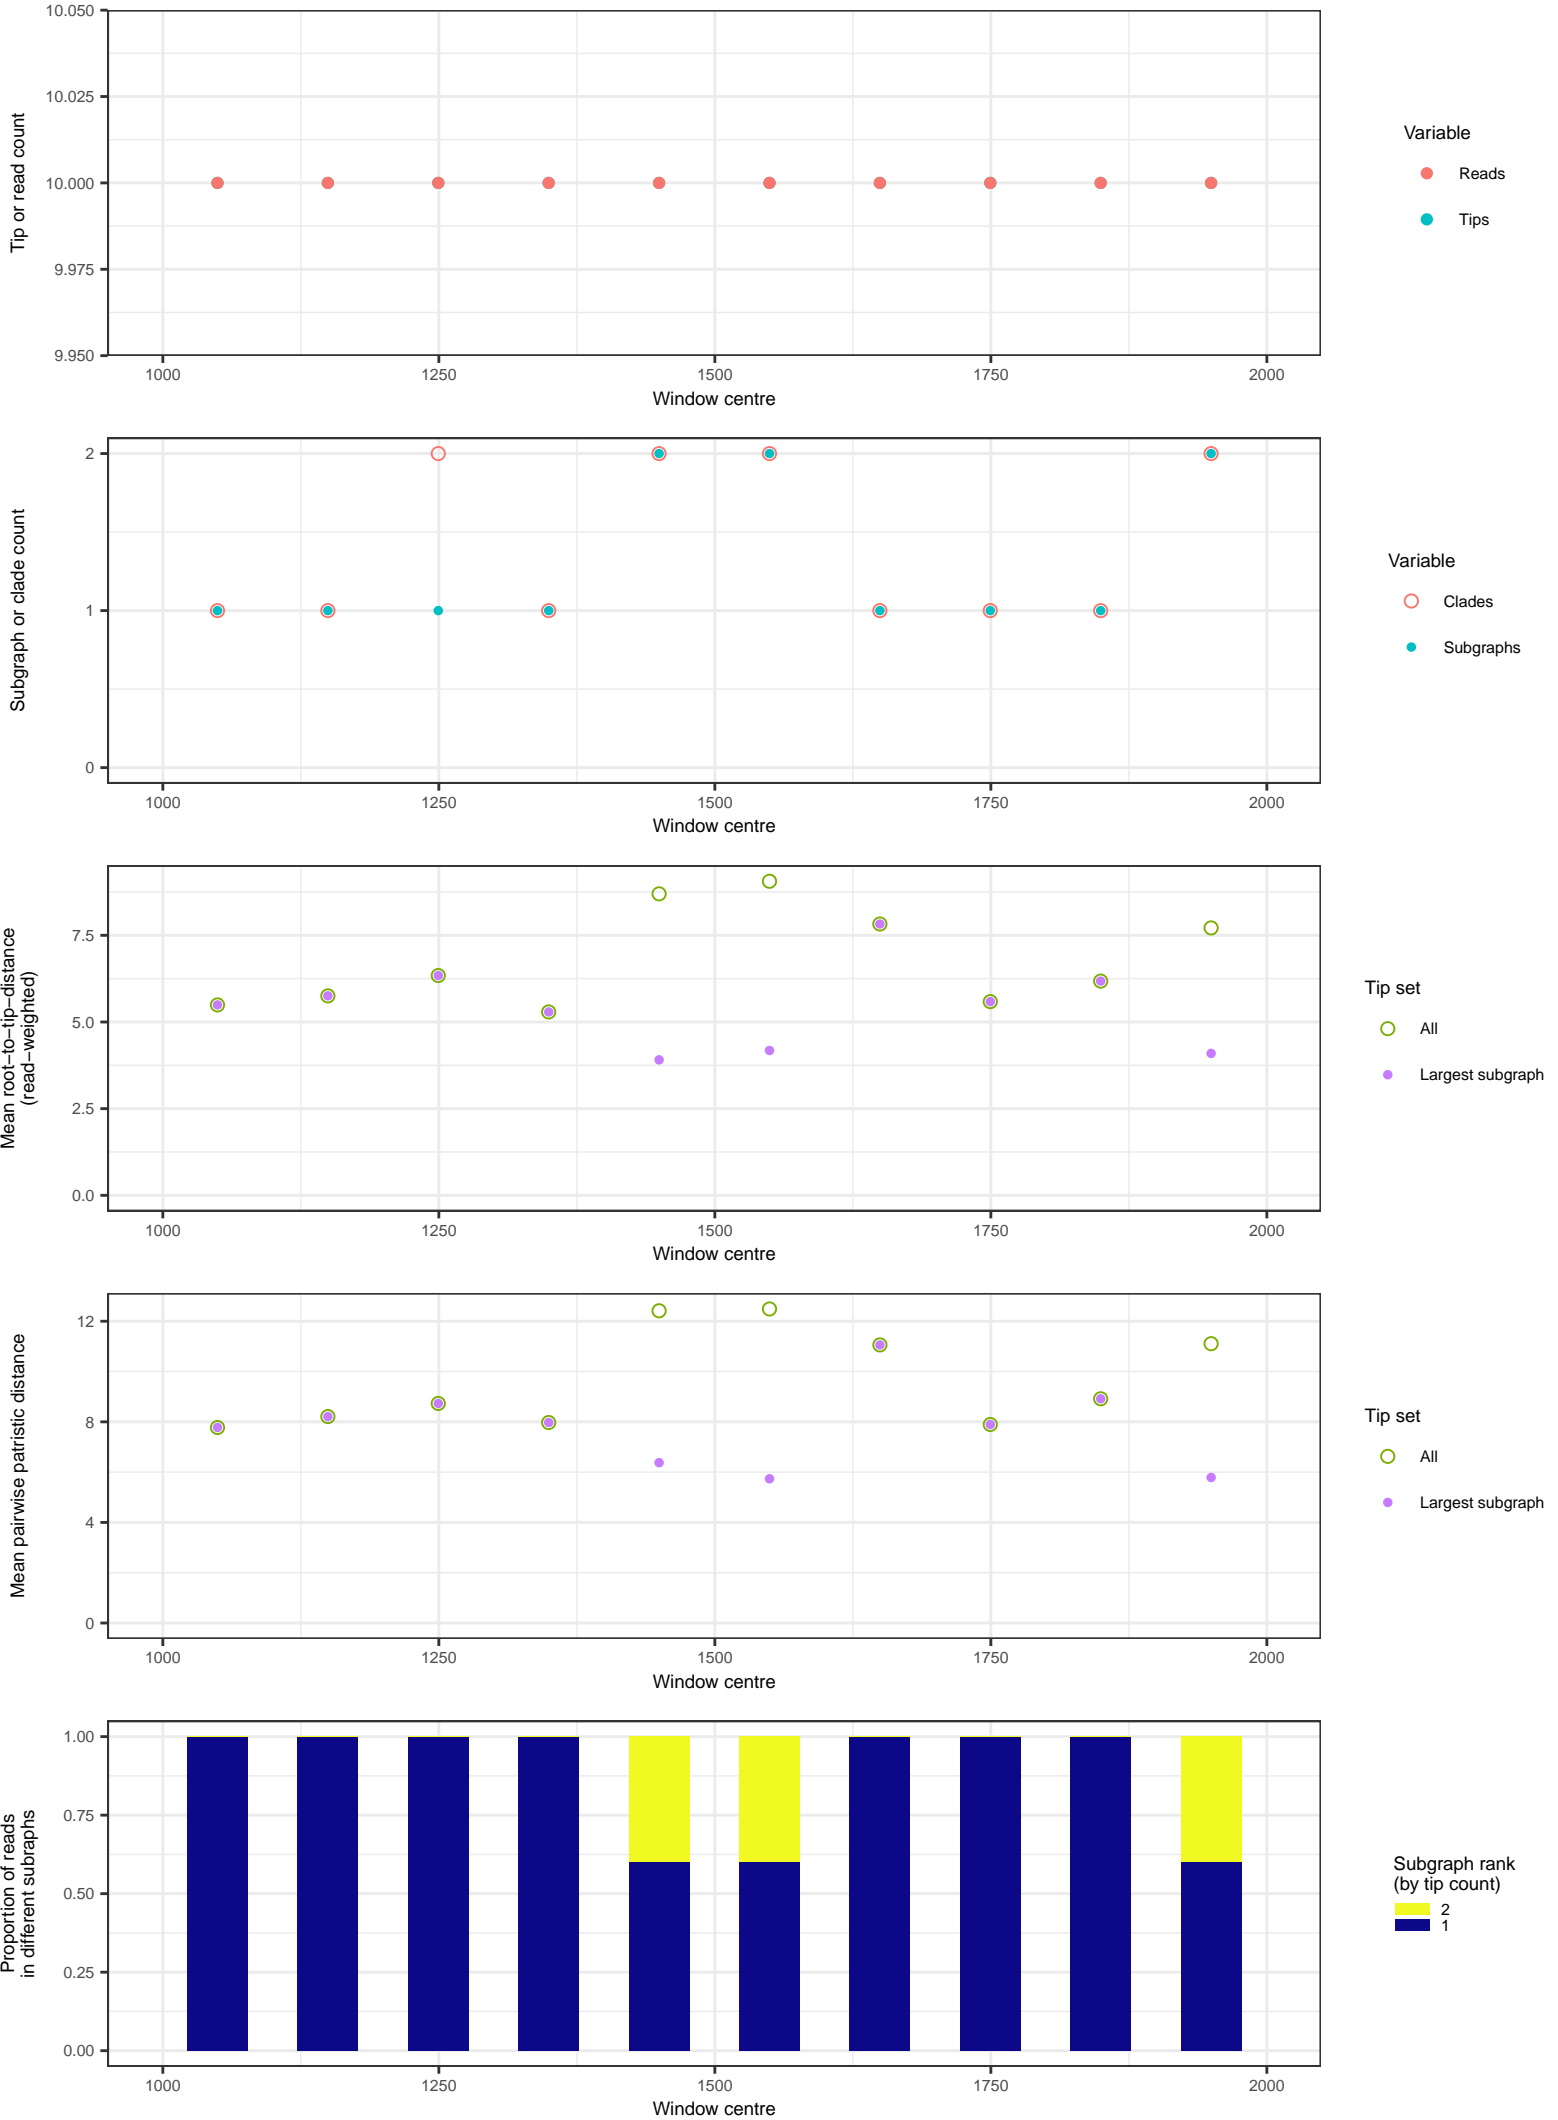 10.050
10.025
10.000
9.975
9.950
Tip or read count
1000 1250 1500 1750 2000
Window centre
Variable
Reads
Tips
2
1
0
Subgraph or clade count
1000 1250 1500 1750 2000
Window centre
Variable
Clades
Subgraphs
7.5
5.0
2.5
0.0
Mean root−to−tip−distance
(read−weighted)
1000 1250 1500 1750 2000
Window centre
Tip set
All
Largest subgraph
12
8
4
0
Mean pairwise patristic distance
1000 1250 1500 1750 2000
Window centre
Tip set
All
Largest subgraph
1.00
0.75
0.50
0.25
0.00
Proportion of reads
in different subraphs
1000 1250 1500 1750 2000
Window centre
Subgraph rank
(by tip count)
2
1